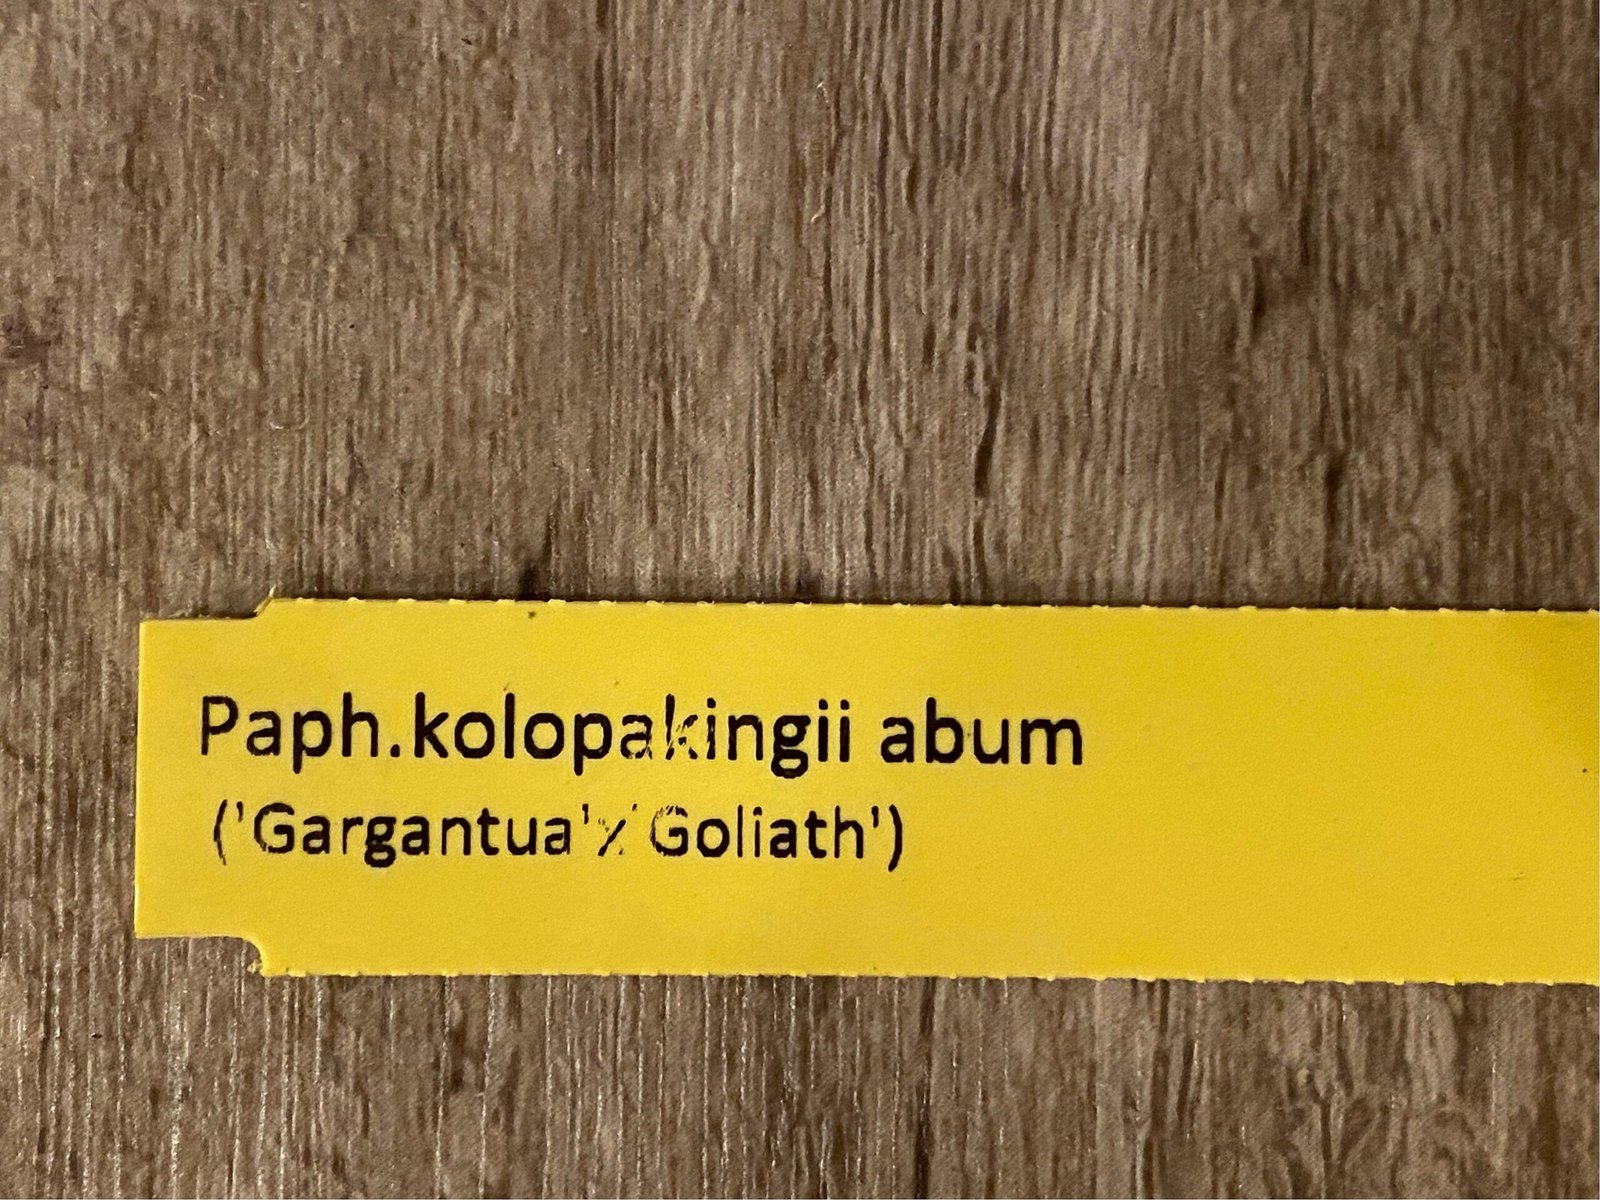 Paph.kolopakingii abum
('Gargantua'x'Goliath')